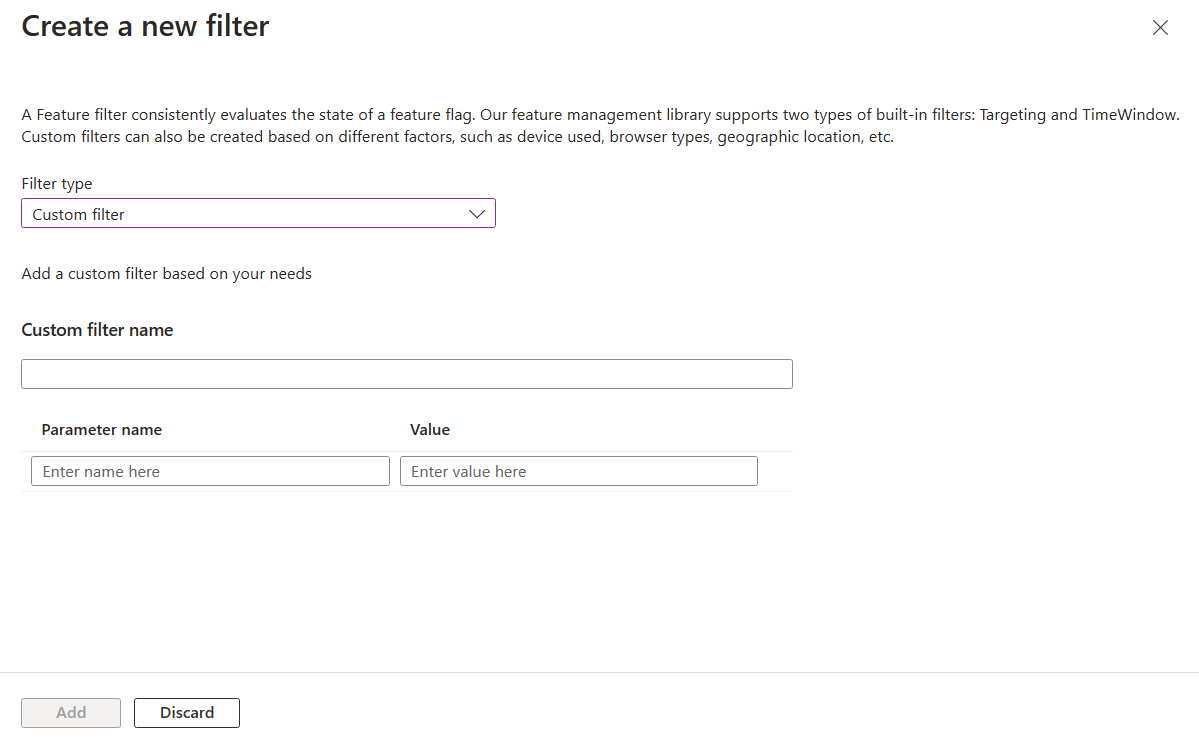 Create a new filter
A Feature filter consistently evaluates the state of a feature flag. Our feature management library supports two types of built-in filters: Targeting and TimeWindow.
Custom filters can also be created based on different factors, such as device used, browser types, geographic location, etc.
Filter type
Custom filter
Add a custom filter based on your needs
Custom filter name
Parameter name Value
Enter name here Enter value here
Add Discard